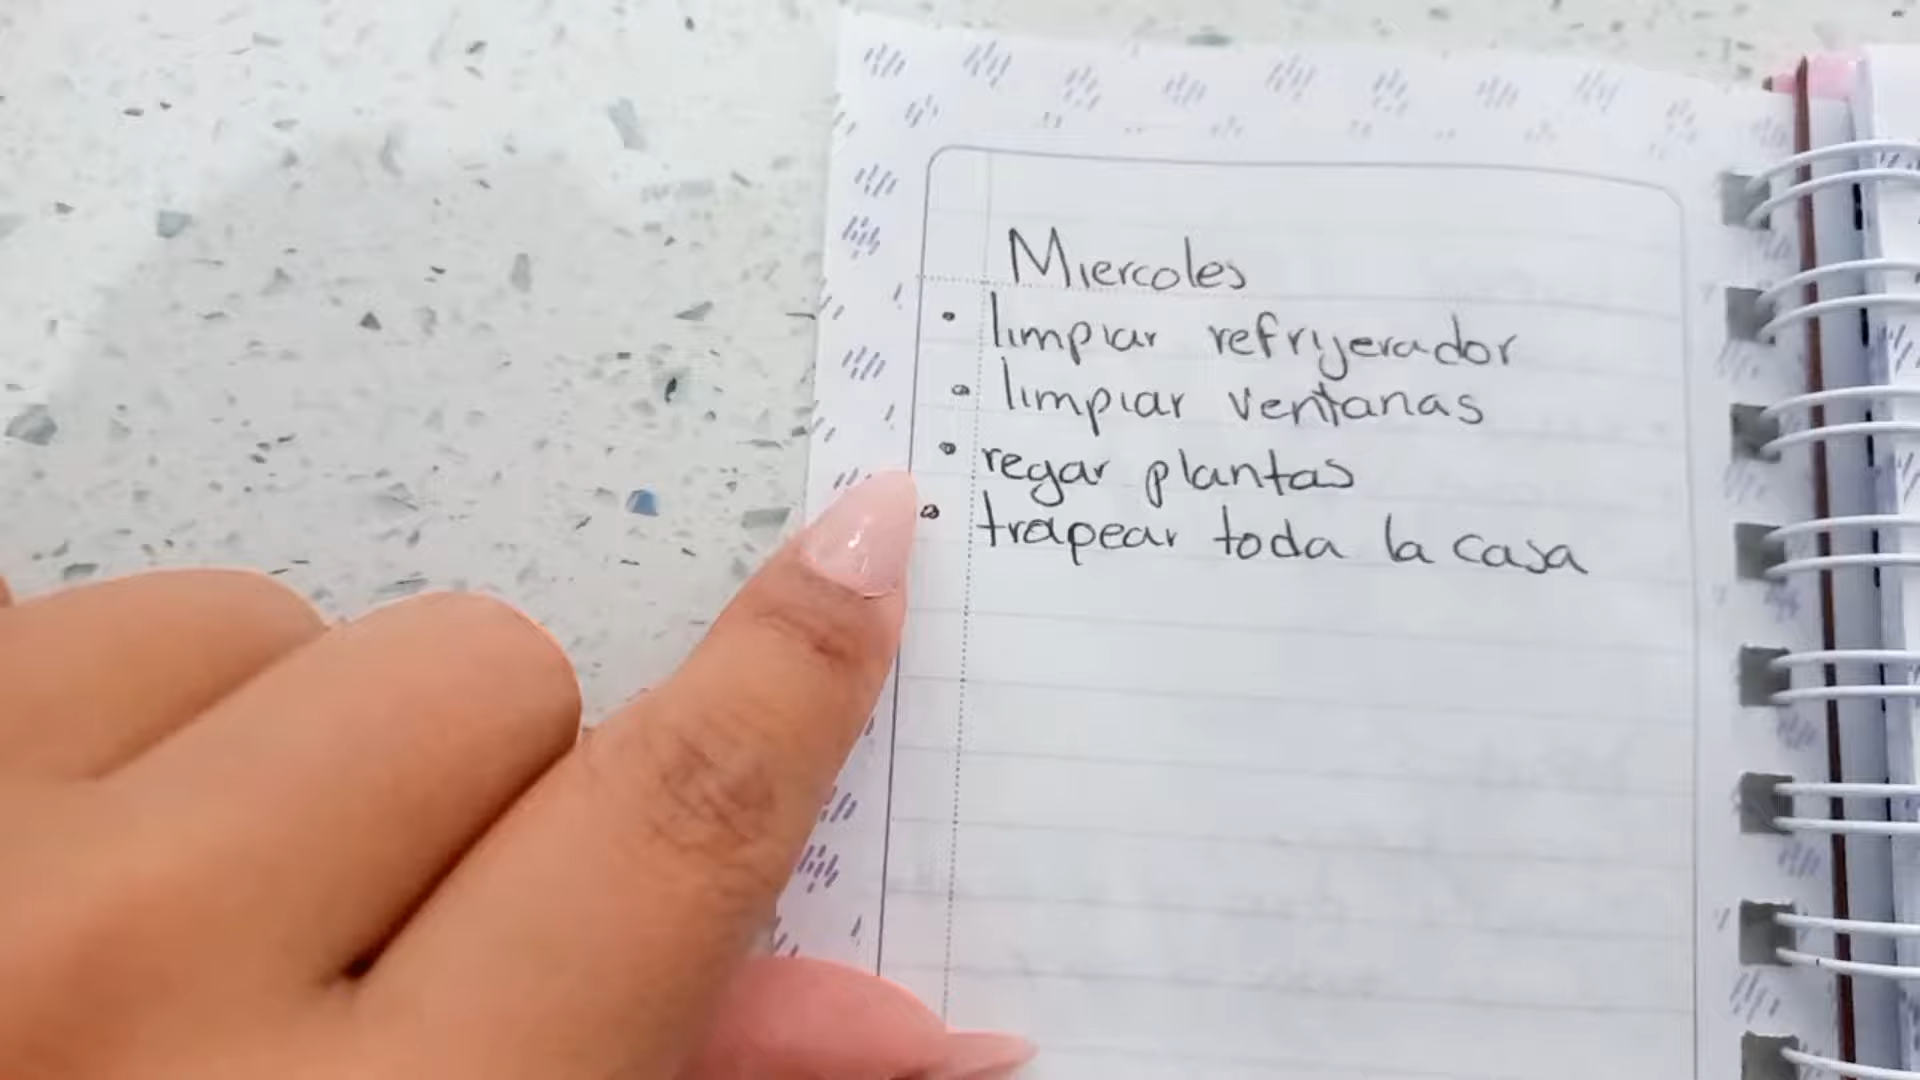 Miercoles
• limpiar refrijerador
• limpiar ventanas
• regar plantas
• trapear toda la casa